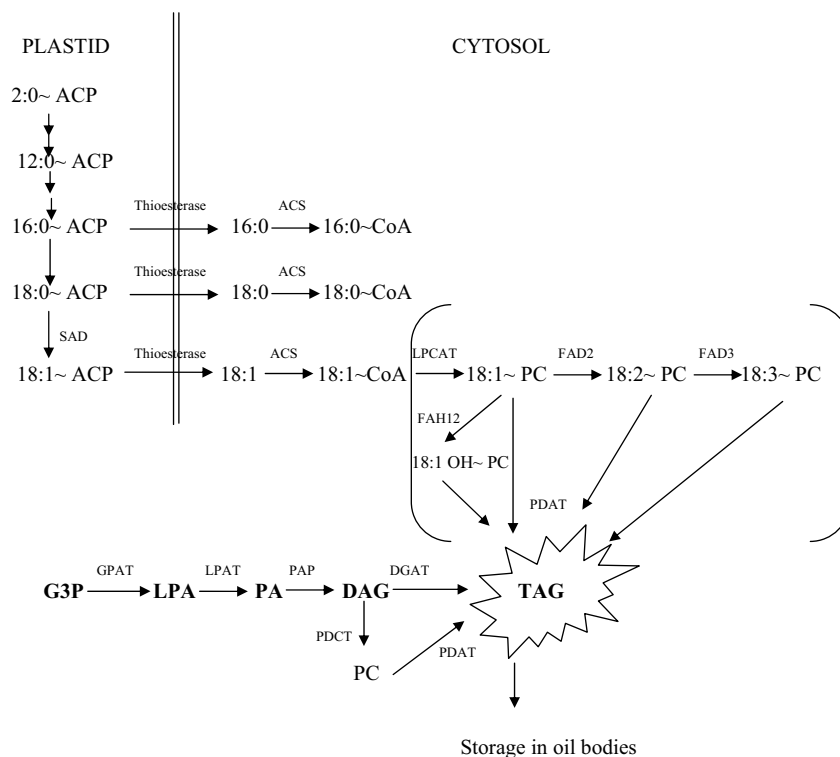 PLASTID CYTOSOL
2:0~ ACP
12:0~ ACP
Thioesterase ACS
16:0~ ACP 16:0 16:0~CoA
Thioesterase ACS
18:0~ ACP 18:0 18:0~CoA
SAD
Thioesterase ACS LPCAT FAD2 FAD3
18:1~ ACP 18:1 18:1~CoA 18:1~ PC 18:2~ PC 18:3~ PC
FAH12
18:1 OH~ PC
PDAT
GPAT LPAT PAP DGAT
G3P LPA PA DAG TAG
PDCT PDAT
PC
Storage in oil bodies